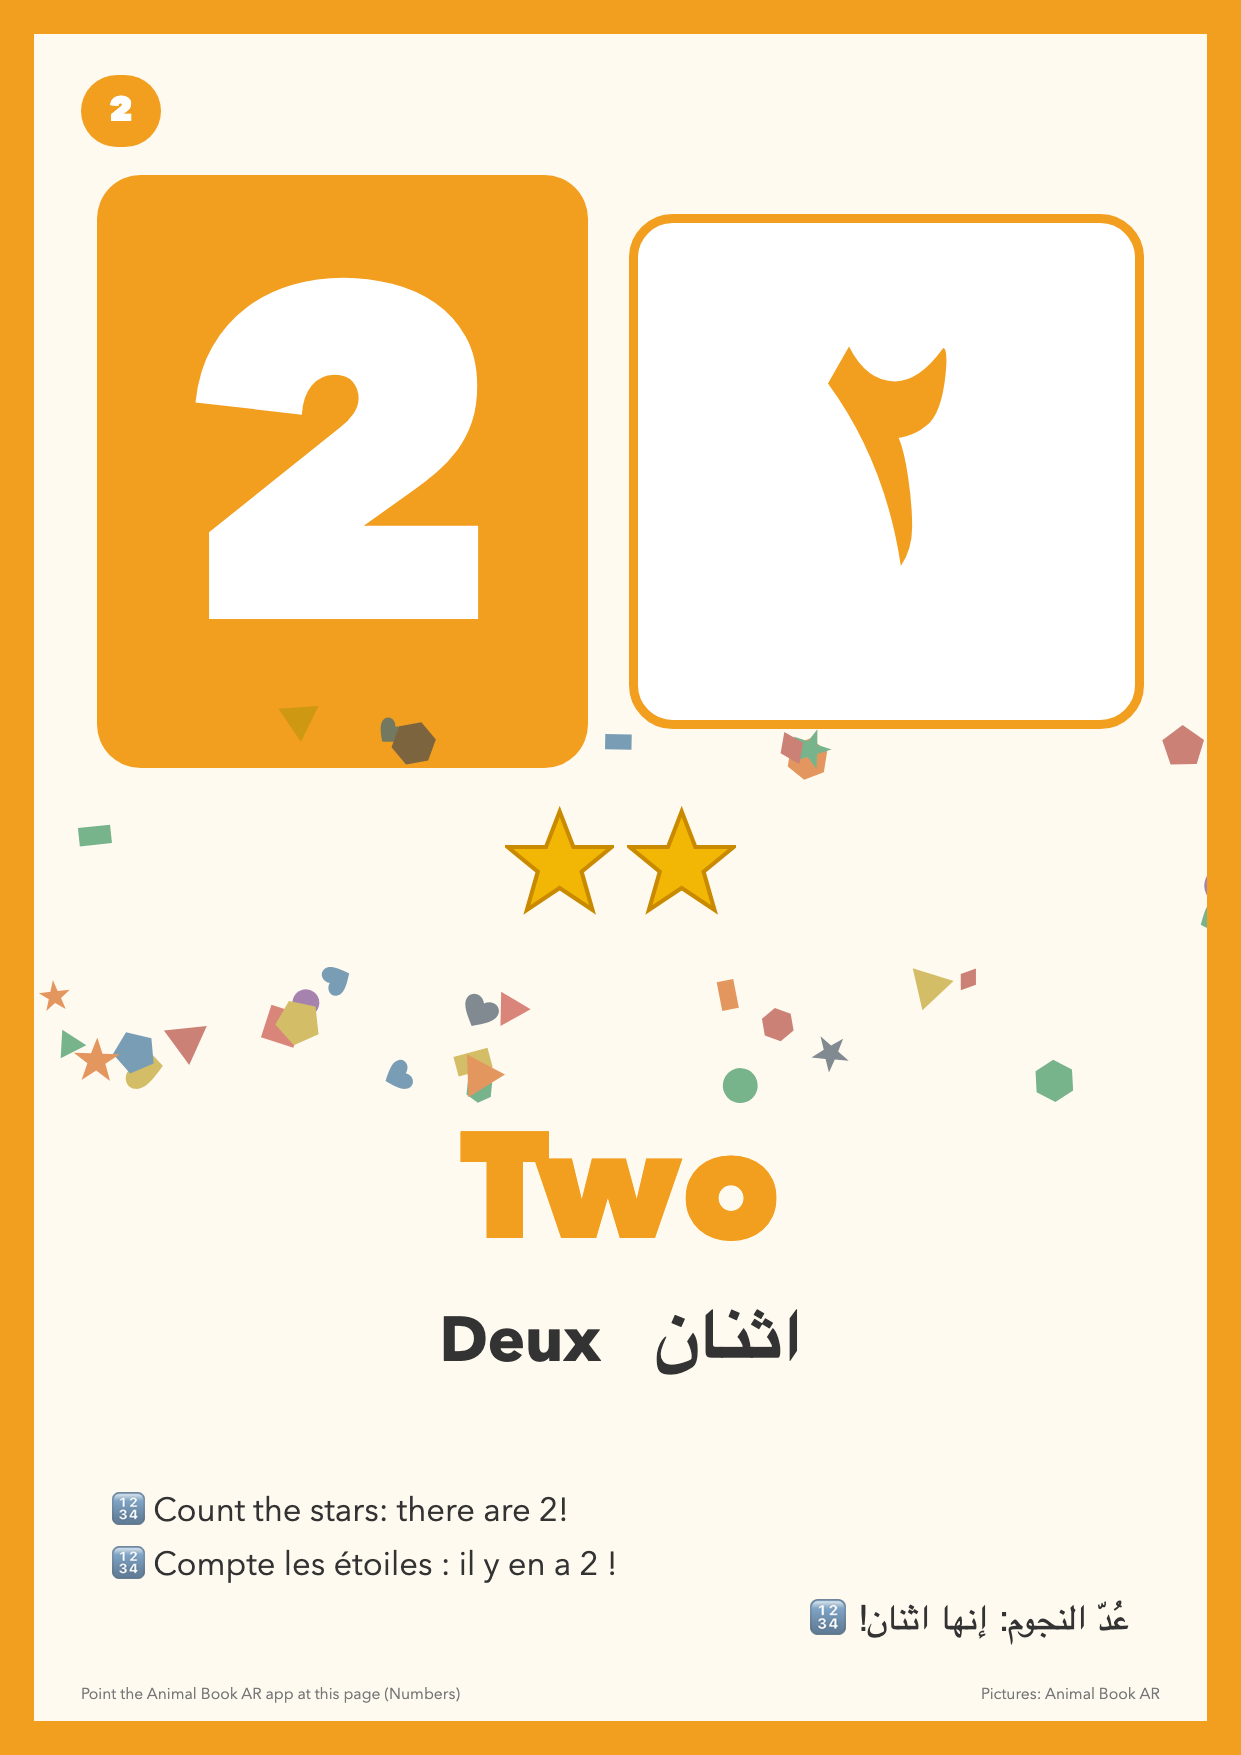 2
2
٢
Two
Deux اثنان
🔢 Count the stars: there are 2!
🔢 Compte les étoiles : il y en a 2 !
🔢 عُدّ النجوم: إنها اثنان!
Point the Animal Book AR app at this page (Numbers)
Pictures: Animal Book AR